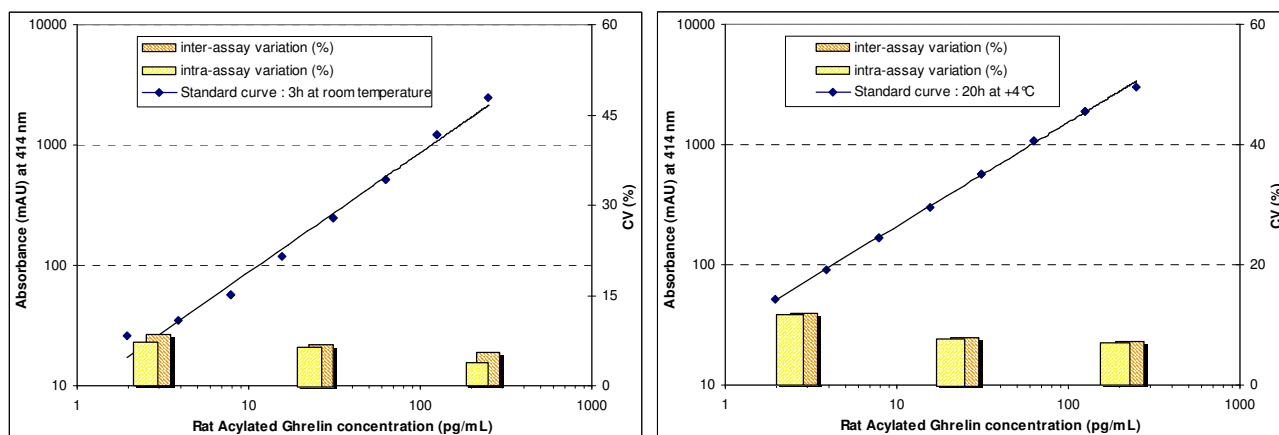 10000
1000
100
10
Absorbance (mAU) at 414 nm
inter-assay variation (%)
intra-assay variation (%)
Standard curve : 3h at room temperature
60
45
30
15
0
CV (%)
1
10
100
1000
Rat Acylated Ghrelin concentration (pg/mL)
10000
1000
100
10
Absorbance (mAU) at 414 nm
inter-assay variation (%)
intra-assay variation (%)
Standard curve : 20h at +4°C
60
40
20
0
CV (%)
1
10
100
1000
Rat Acylated Ghrelin concentration (pg/mL)